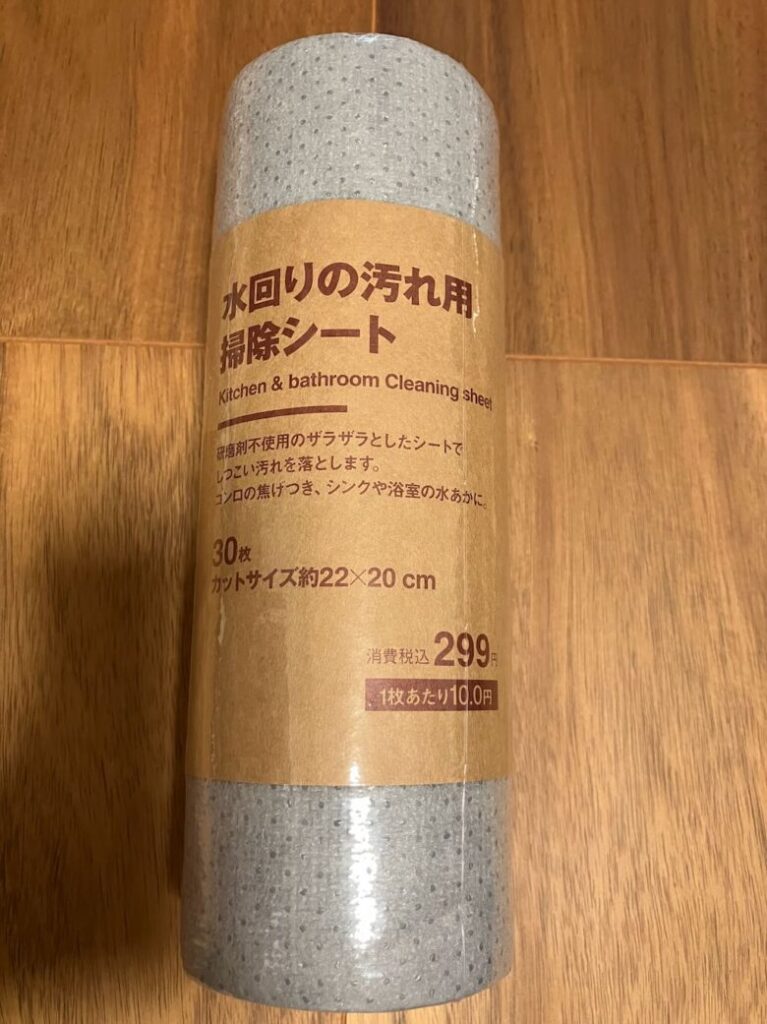 水回りの汚れ用
掃除シート
Kitchen & bathroom Cleaning sheet
研磨剤不使用のザラザラとしたシートで
しつこい汚れを落とします。
コンロの焦げつき、シンクや浴室の水あかに。
30枚
カットサイズ約22×20 cm
消費税込 299円
1枚あたり10.0円